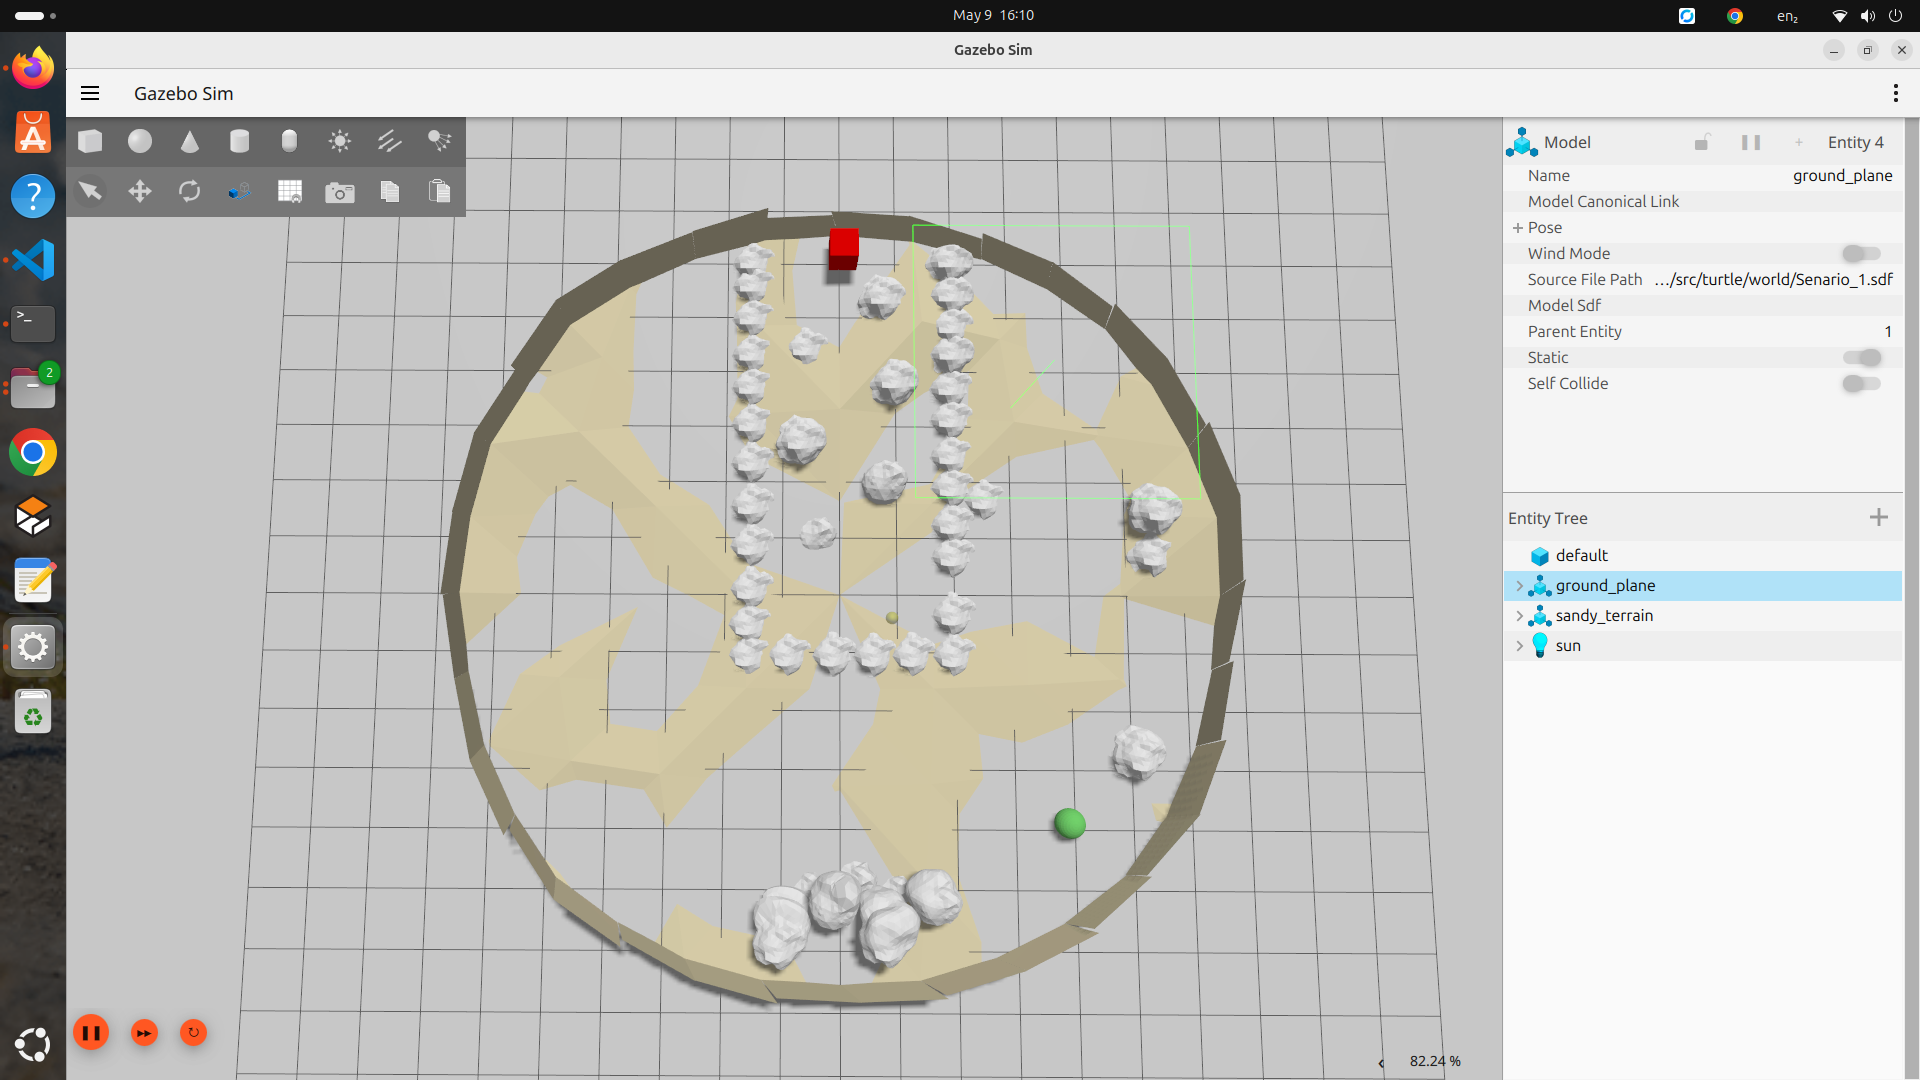 May 9 16:10
en₂
Gazebo Sim
Gazebo Sim
Model
Entity 4
Name ground_plane
Model Canonical Link
Pose
Wind Mode
Source File Path .../src/turtle/world/Senario_1.sdf
Model Sdf
Parent Entity 1
Static
Self Collide
2
Entity Tree
default
ground_plane
sandy_terrain
sun
82.24 %